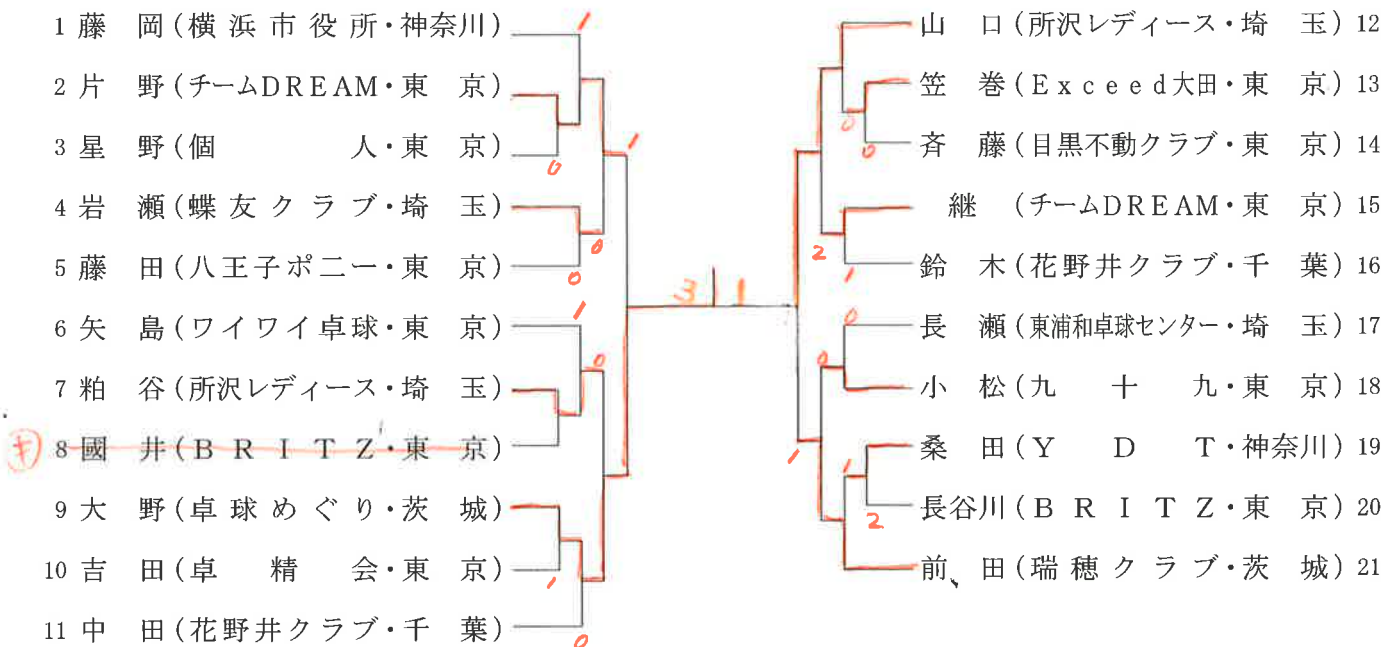 1 藤 岡(横浜市役所・神奈川)
2 片 野(チームDREAM・東 京)
3 星 野(個 人・東 京)
4 岩 瀬(蝶友クラブ・埼 玉)
5 藤 田(八王子ポニー・東 京)
6 矢 島(ワイワイ卓球・東 京)
7 粕 谷(所沢レディース・埼 玉)
キ 8 國 井(BRITZ・東 京)
9 大 野(卓球めぐり・茨 城)
10 吉 田(卓 精 会・東 京)
11 中 田(花野井クラブ・千 葉)
1
0
1
0
0
1
0
1
0
3 1
山 口(所沢レディース・埼 玉) 12
笠 巻(Exceed大田・東 京) 13
斉 藤(目黒不動クラブ・東 京) 14
継 (チームDREAM・東 京) 15
鈴 木(花野井クラブ・千 葉) 16
長 瀬(東浦和卓球センター・埼 玉) 17
小 松(九 十 九・東 京) 18
桑 田(Y D T・神奈川) 19
長谷川(BRITZ・東 京) 20
前 田(瑞穂クラブ・茨 城) 21
0
0
2
1
0
0
1
1
2